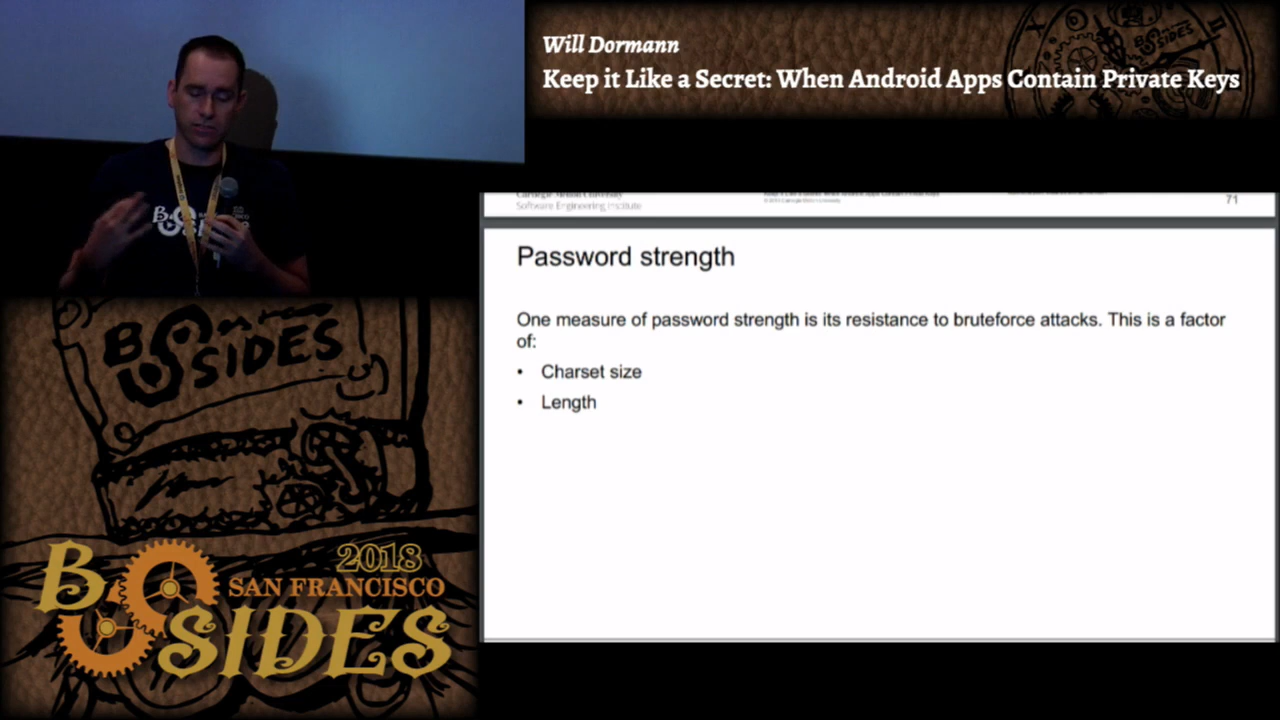 Will Dormann
Keep it Like a Secret: When Android Apps Contain Private Keys
BSIDES
Carnegie Mellon University
Software Engineering Institute
71
Password strength
One measure of password strength is its resistance to bruteforce attacks. This is a factor
of:
• Charset size
• Length
BSIDES
BSIDES
2018
SAN FRANCISCO